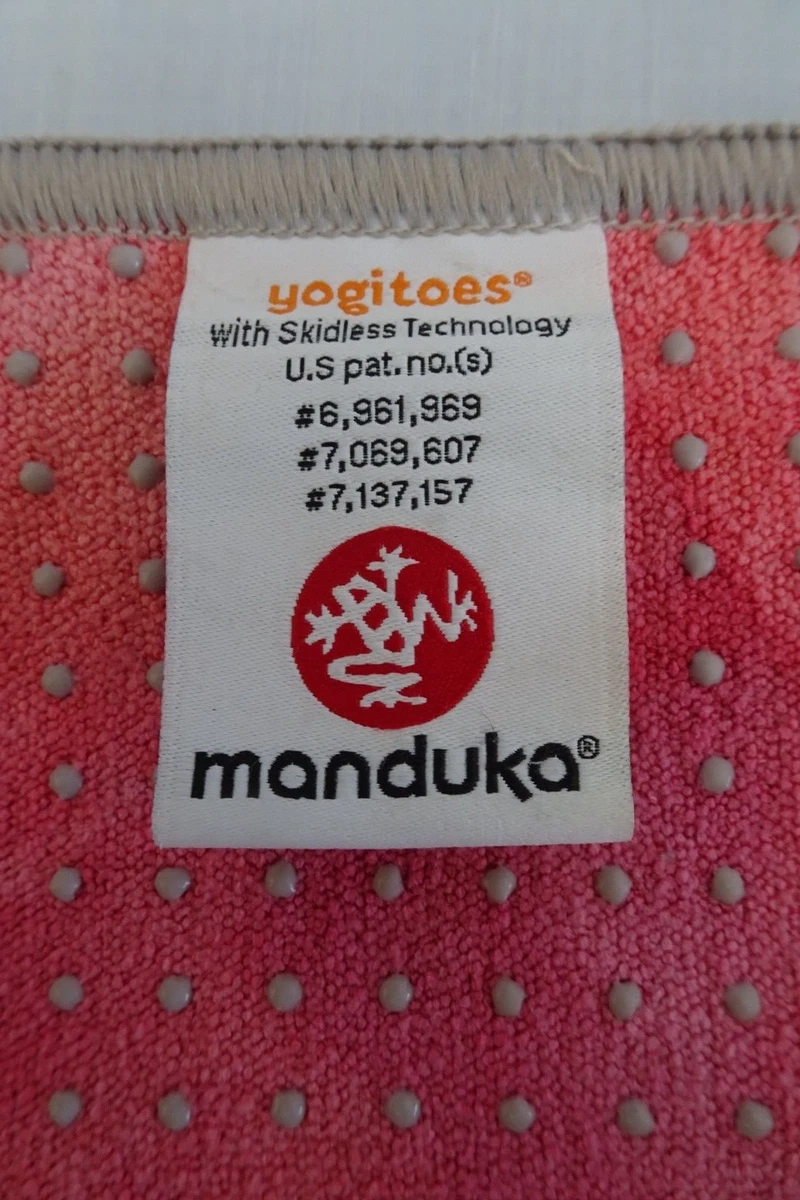 yogitoes®
with Skidless Technology
U.S pat.no.(s)
#6,961,969
#7,069,607
#7,137,157
manduka®